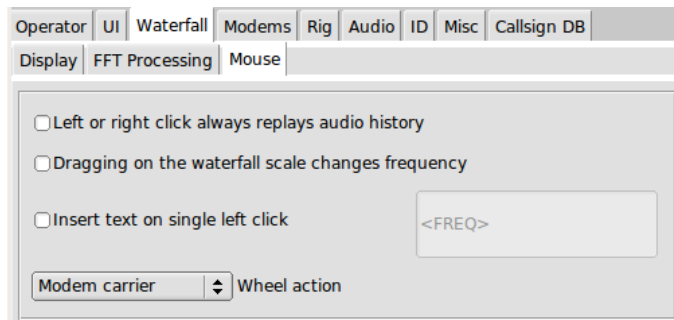 Operator UI Waterfall Modems Rig Audio ID Misc Callsign DB
Display FFT Processing Mouse
Left or right click always replays audio history
Dragging on the waterfall scale changes frequency
Insert text on single left click <FREQ>
Modem carrier Wheel action